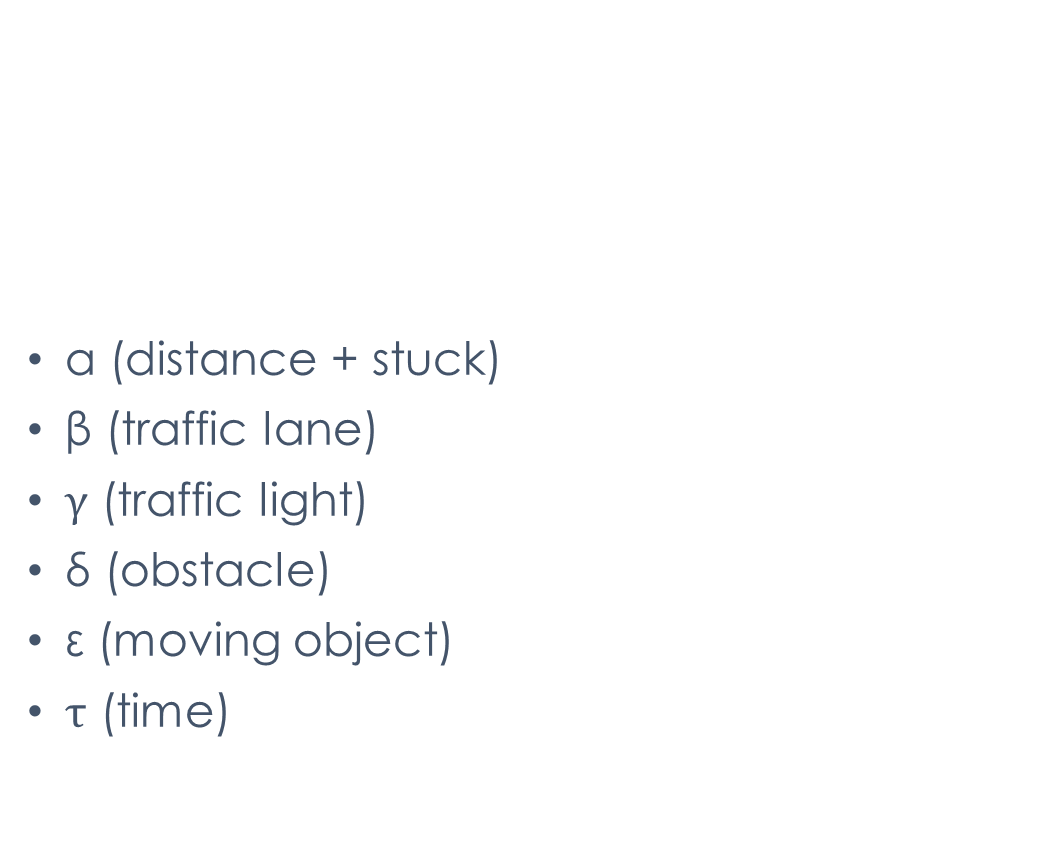 • α (distance + stuck)
• β (traffic lane)
• γ (traffic light)
• δ (obstacle)
• ε (moving object)
• τ (time)